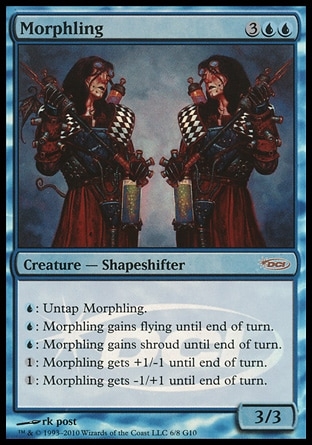 Morphling 3
Creature — Shapeshifter DCI
: Untap Morphling.
: Morphling gains flying until end of turn.
: Morphling gains shroud until end of turn.
1: Morphling gets +1/-1 until end of turn.
1: Morphling gets -1/+1 until end of turn.
rk post
™ & © 1993-2010 Wizards of the Coast LLC 6/8 G10
3/3